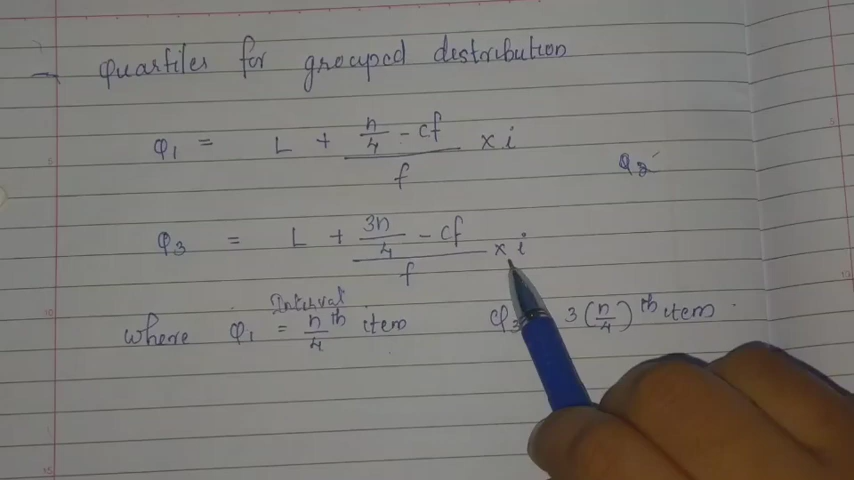 → Quartiles for grouped distribution
Q₁ = L + (n/4 - cf)/f × i
Q₂
Q₃ = L + (3n/4 - cf)/f × i
Interval
where Q₁ = n/4 th item Q₃ 3(n/4)th item